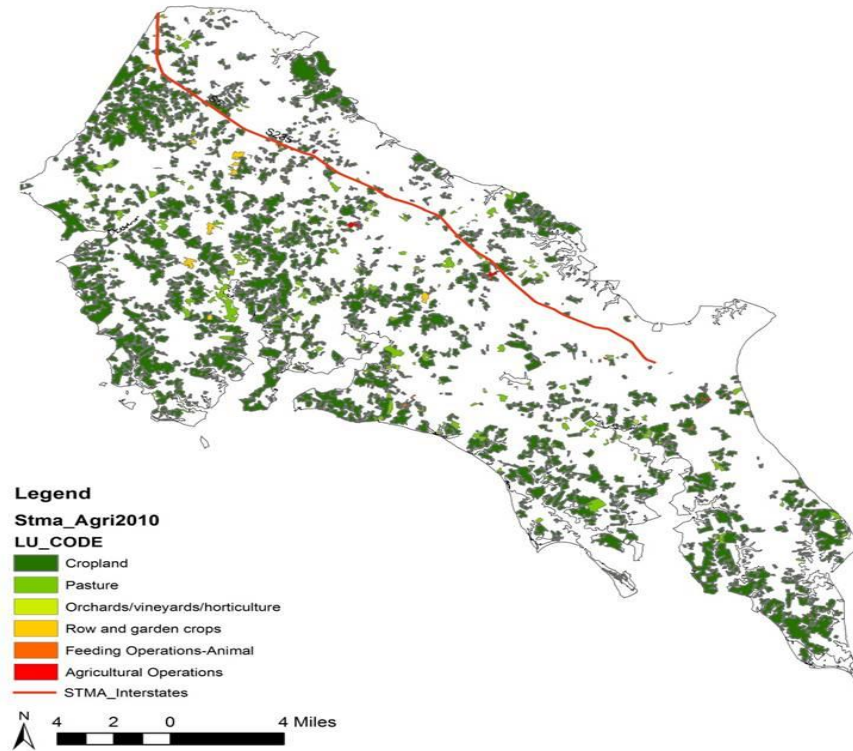 S235
Legend
Stma_Agri2010
LU_CODE
Cropland
Pasture
Orchards/vineyards/horticulture
Row and garden crops
Feeding Operations-Animal
Agricultural Operations
STMA_Interstates
N
4 2 0 4 Miles